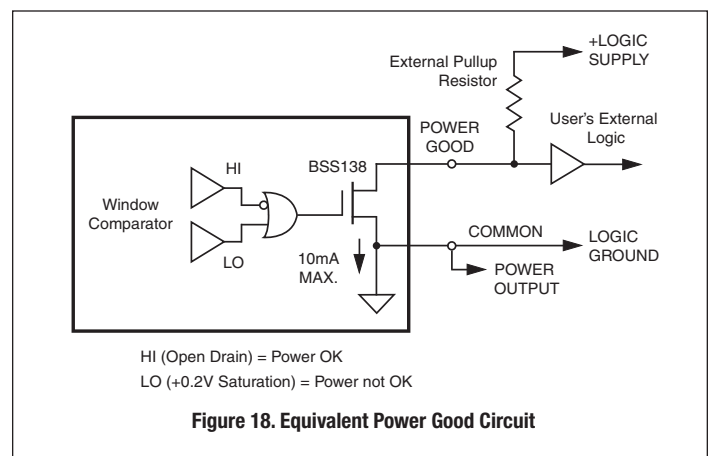 +LOGIC
SUPPLY
External Pullup
Resistor
User's External
Logic
POWER
GOOD
BSS138
HI
Window
Comparator
LO
10mA
MAX.
COMMON
LOGIC
GROUND
POWER
OUTPUT
HI (Open Drain) = Power OK
LO (+0.2V Saturation) = Power not OK
Figure 18. Equivalent Power Good Circuit